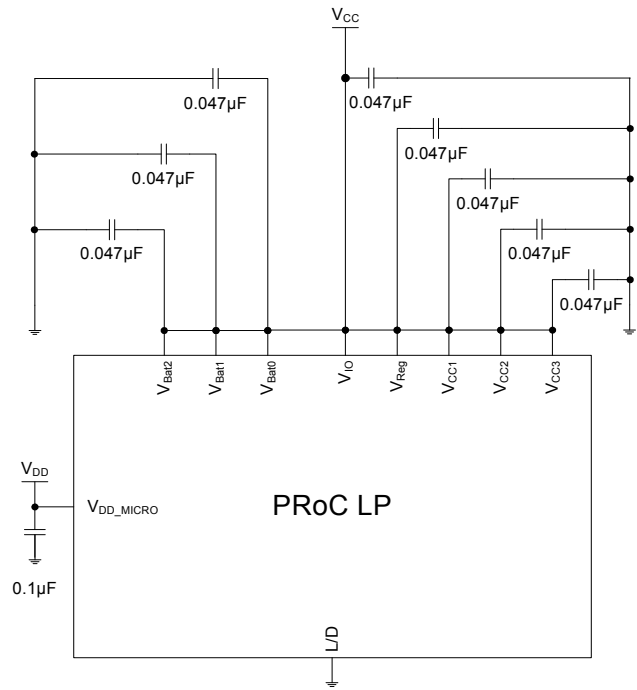 VCC
0.047µF
0.047µF
0.047µF
0.047µF
0.047µF
0.047µF
0.047µF
0.047µF
VBat2
VBat1
VBat0
VIO
VReg
VCC1
VCC2
VCC3
VDD
VDD_MICRO
PRoC LP
0.1µF
L/D